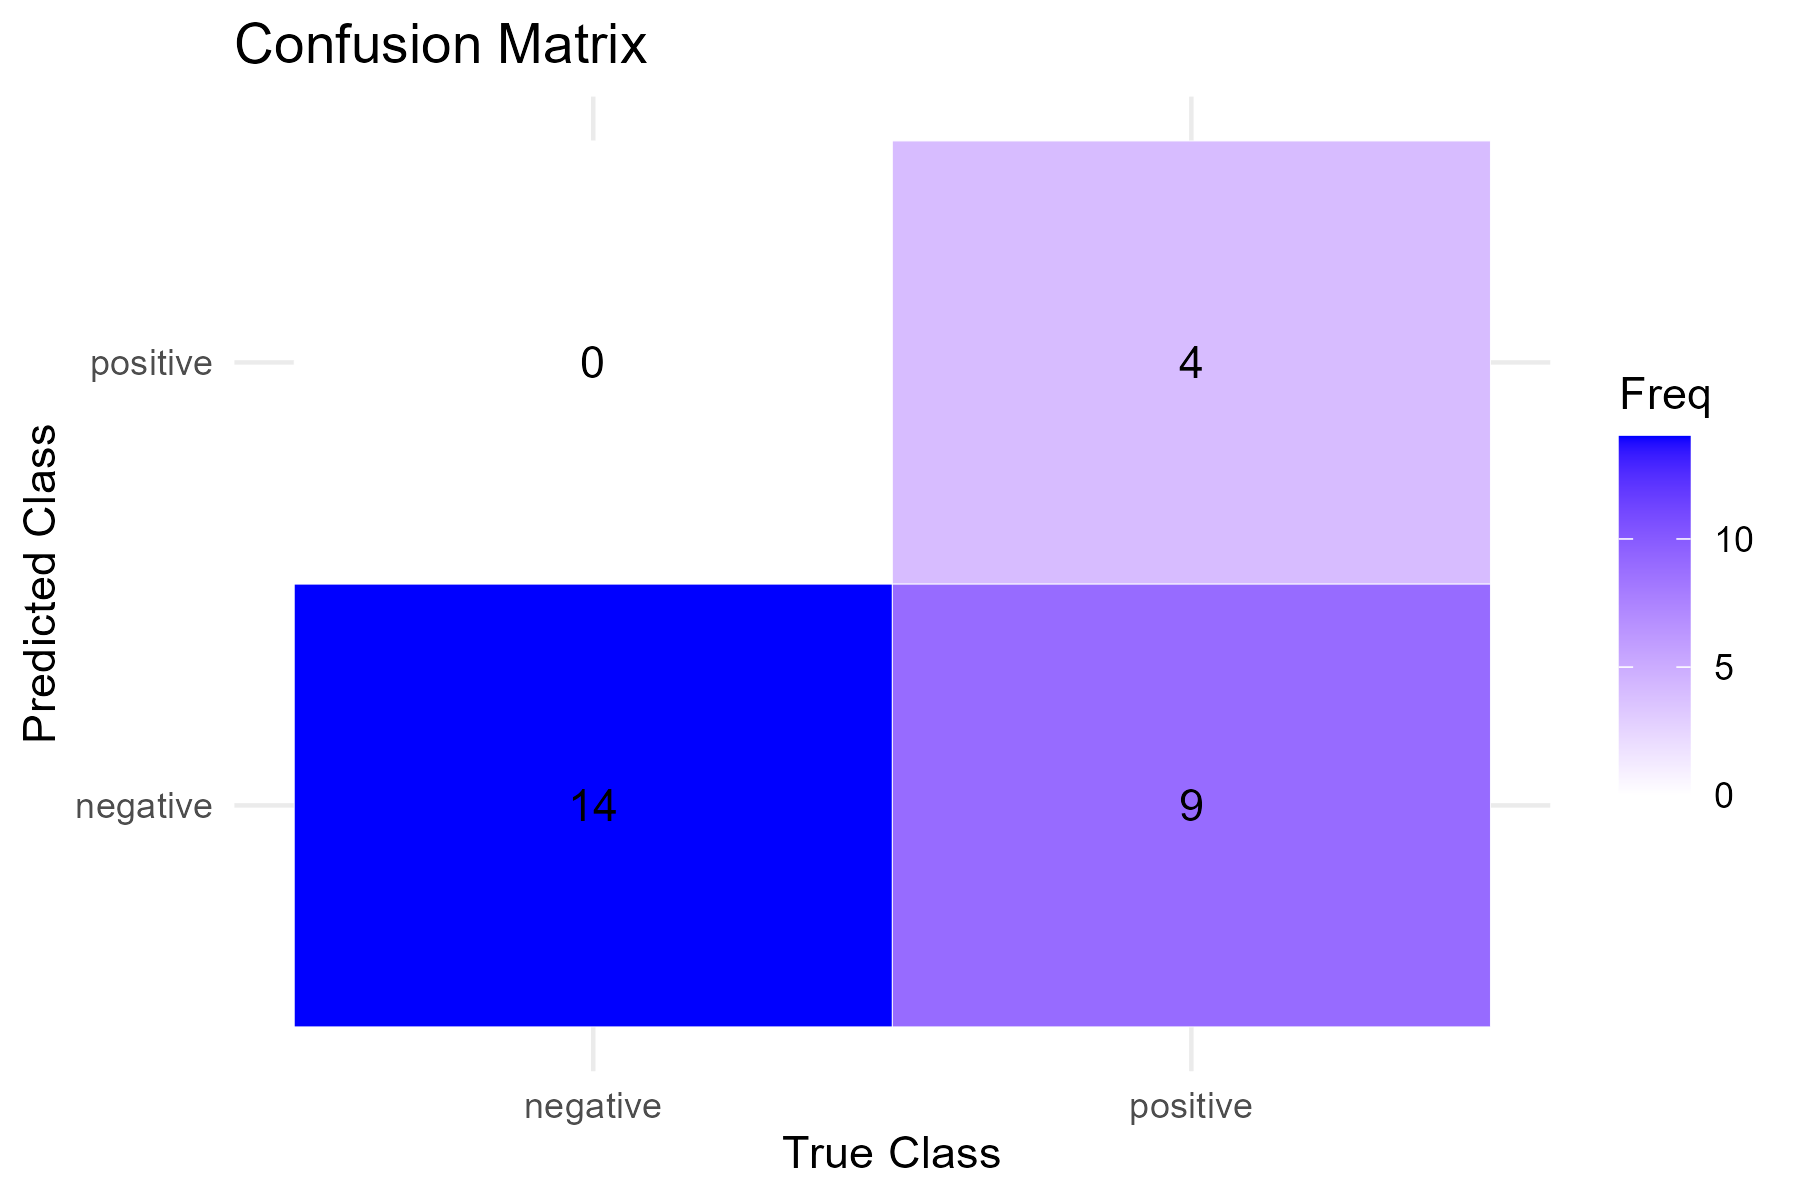 Confusion Matrix
Predicted Class
positive
0
4
negative
14
9
negative
positive
True Class
Freq
10
5
0